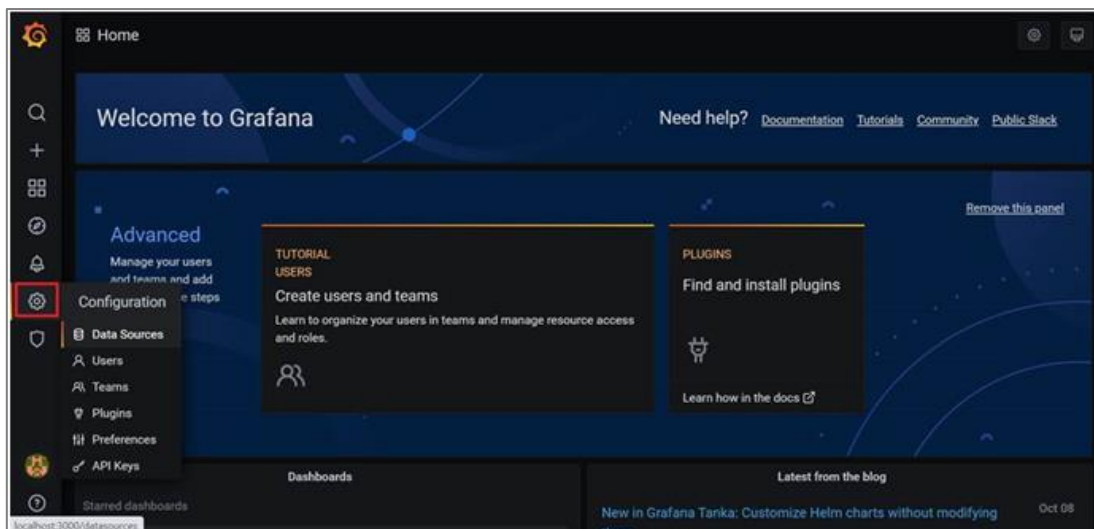 Home
Welcome to Grafana
Need help? Documentation Tutorials Community Public Slack
Remove this panel
Advanced
Manage your users
and teams and add
e steps
TUTORIAL
USERS
Create users and teams
Learn to organize your users in teams and manage resource access
and roles.
PLUGINS
Find and install plugins
Learn how in the docs
Configuration
Data Sources
Users
Teams
Plugins
Preferences
API Keys
Dashboards
Starred dashboards
Latest from the blog
New in Grafana Tanka: Customize Helm charts without modifying
Oct 08
localhost:3000/datasources